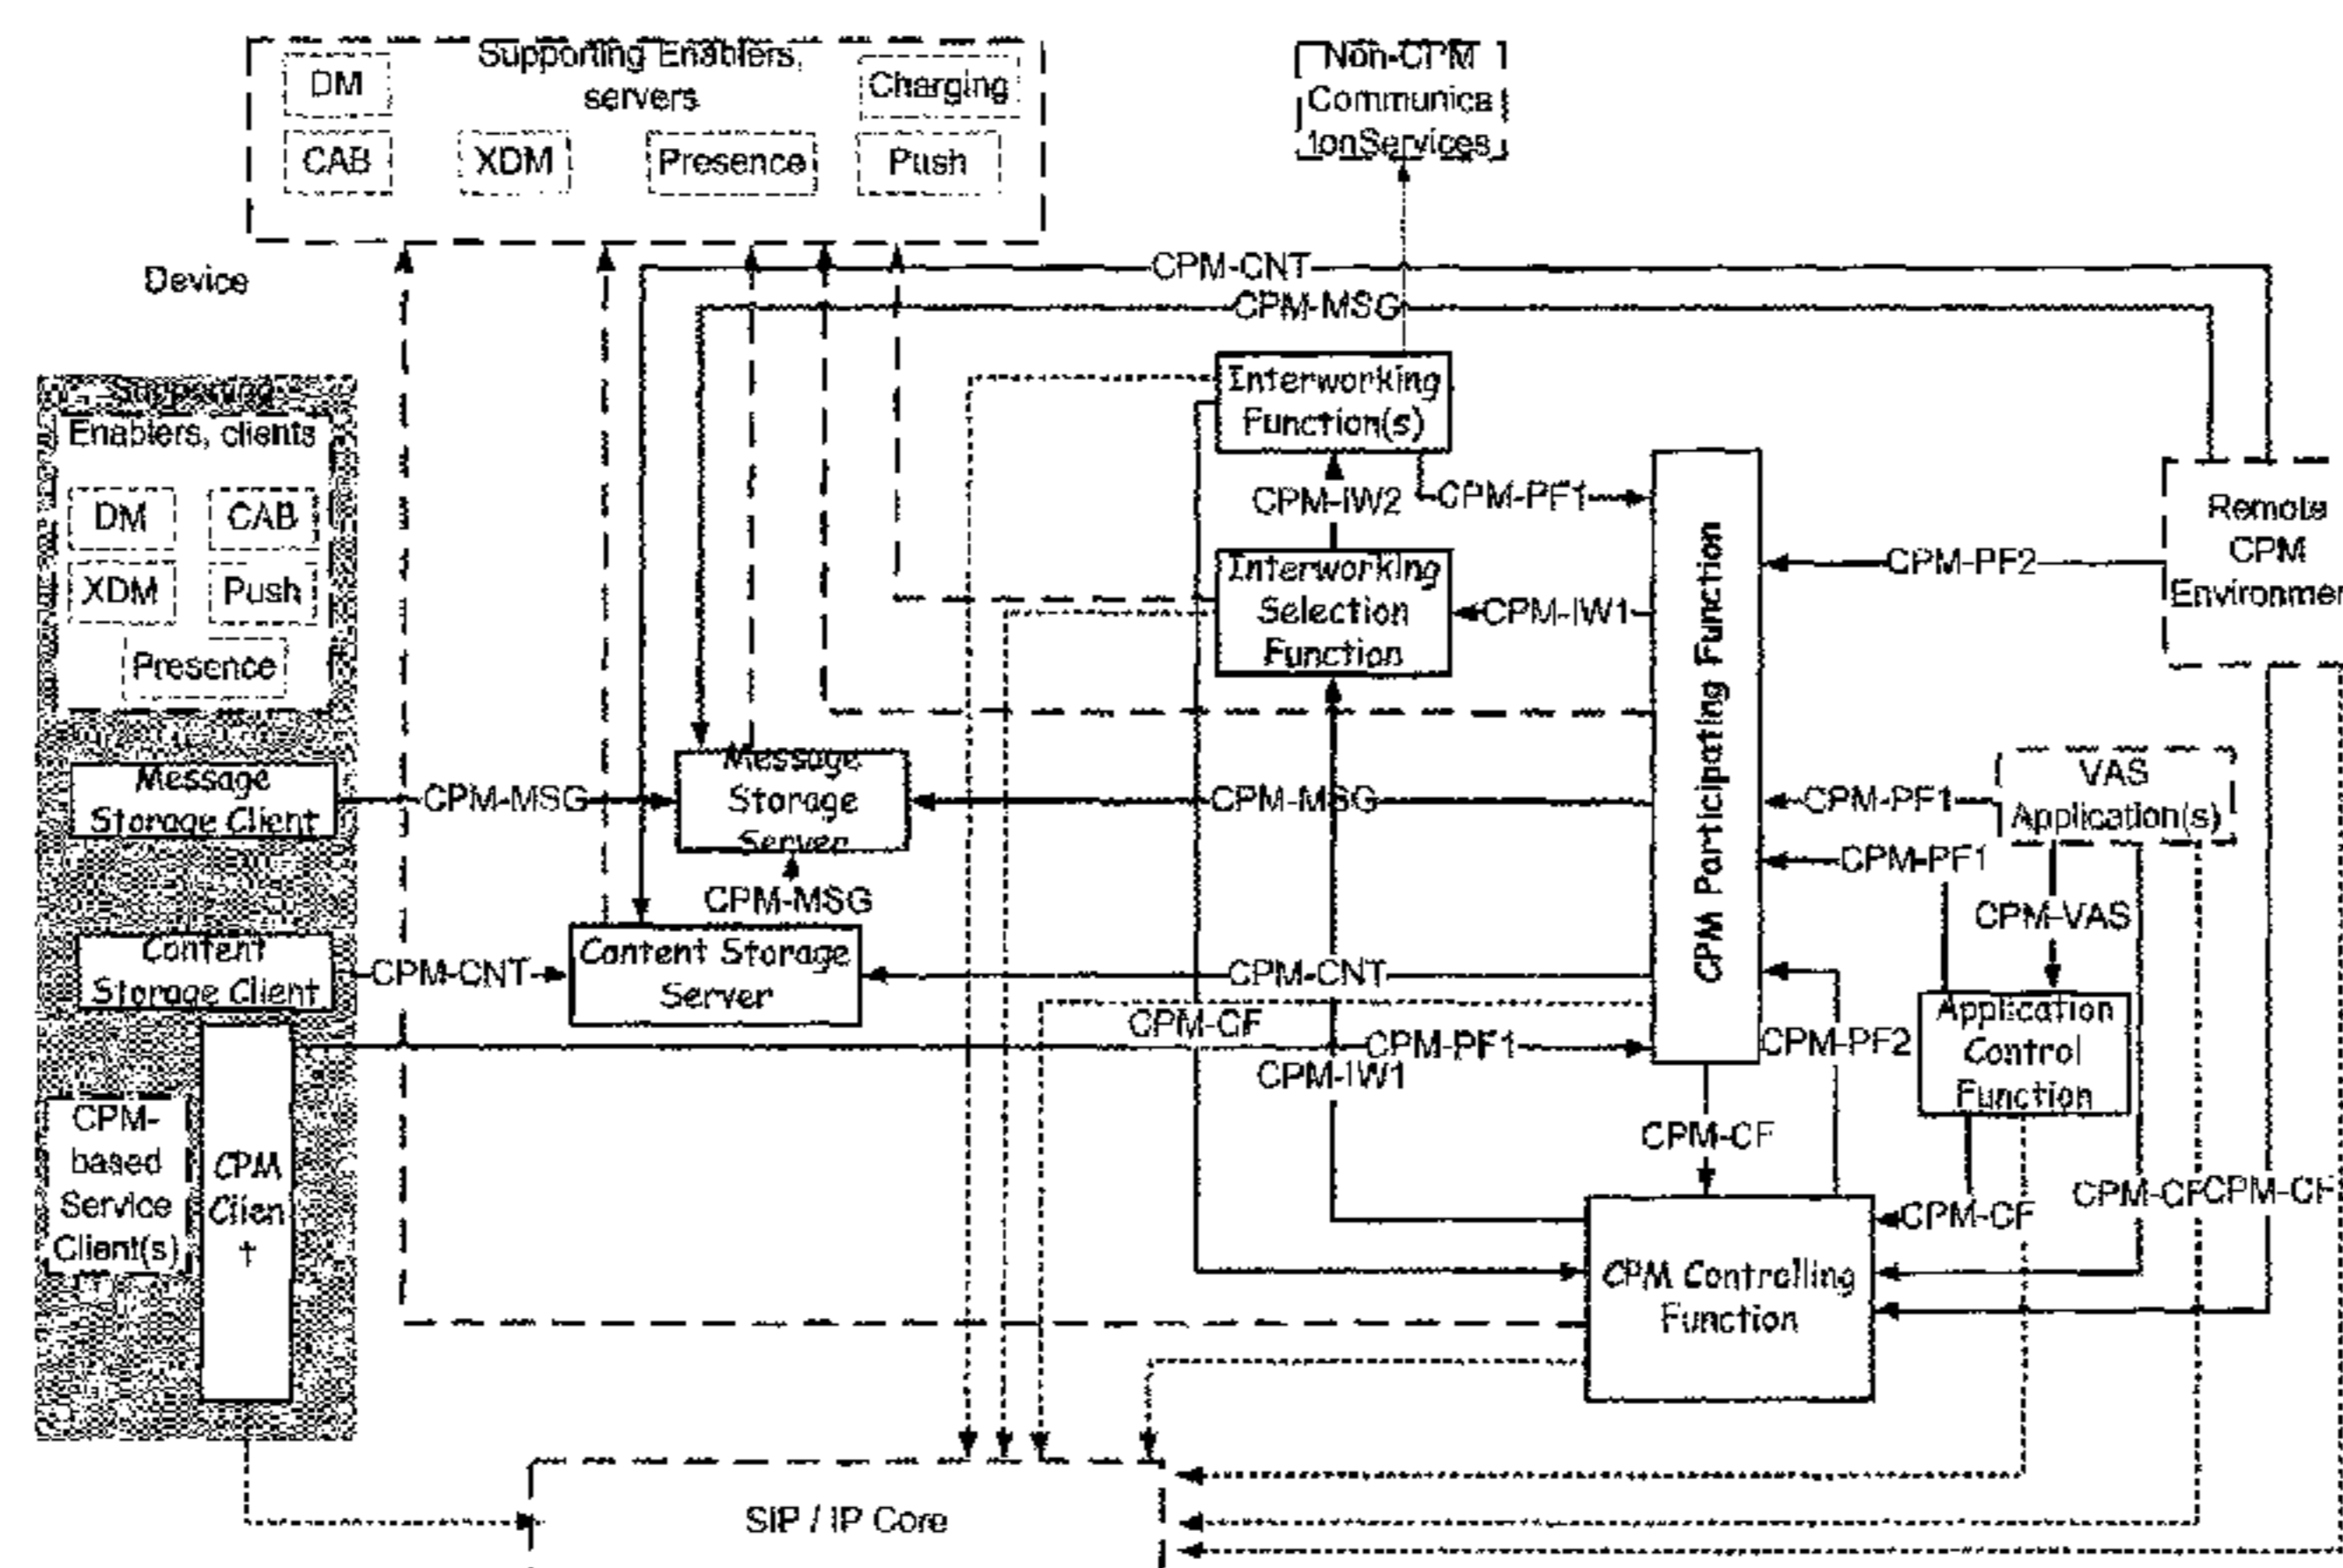 Supporting Enablers,
servers
DM
Charging
CAB
XDM
Presence
Push
Non-CPM
Communica
tionServices
Device
CPM-CNT
CPM-MSG
Supporting
Enablers, clients
DM
CAB
XDM
Push
Presence
Interworking
Function(s)
CPM-IW2
CPM-PF1
Interworking
Selection
Function
CPM-IW1
CPM Participating Function
CPM-PF2
Remote
CPM
Environmen
Message
Storage Client
CPM-MSG
Message
Storage
Server
CPM-MSG
CPM-PF1
VAS
Application(s)
CPM-PF1
CPM-MSG
CPM-VAS
Content
Storage Client
CPM-CNT
Content Storage
Server
CPM-CNT
CPM-CF
CPM-PF1
CPM-IW1
CPM-PF2
Application
Control
Function
CPM-
based
Service
Client(s)
CPM
Clien
t
CPM-CF
CPM-CF
CPM-CF
CPM-CF
CPM Controlling
Function
SIP / IP Core